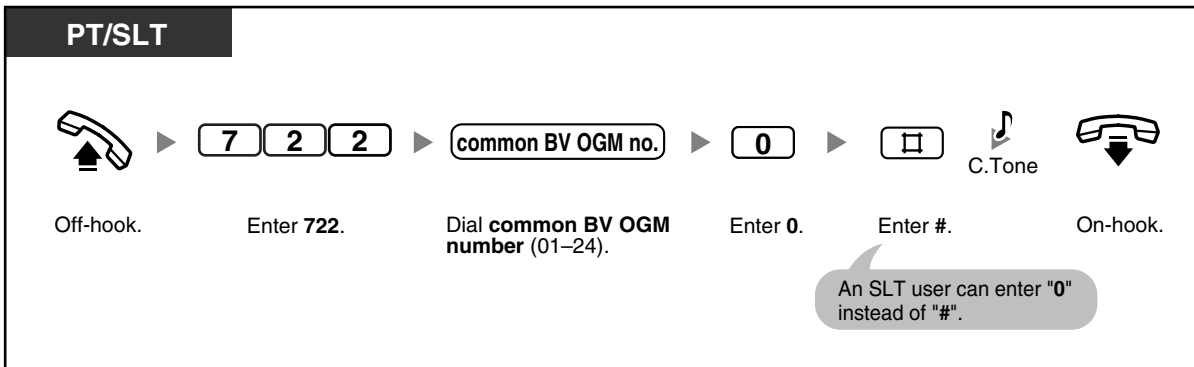 PT/SLT
7 2 2
common BV OGM no.
0
#
C.Tone
Off-hook.
Enter 722.
Dial common BV OGM
number (01–24).
Enter 0.
Enter #.
On-hook.
An SLT user can enter "0"
instead of "#".